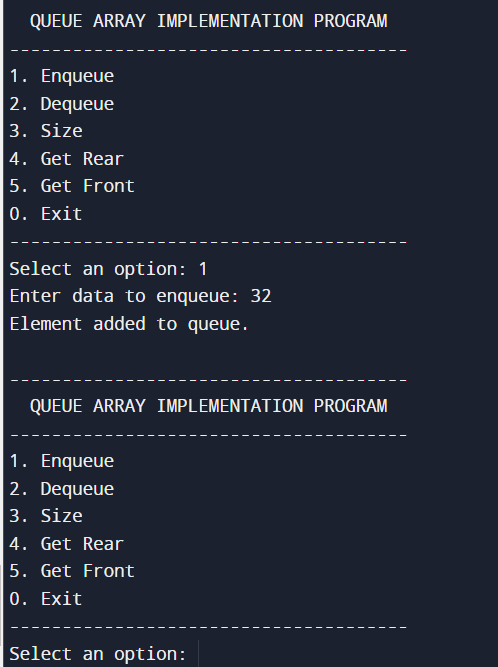 QUEUE ARRAY IMPLEMENTATION PROGRAM
--------------------------------------
1. Enqueue
2. Dequeue
3. Size
4. Get Rear
5. Get Front
0. Exit
--------------------------------------
Select an option: 1
Enter data to enqueue: 32
Element added to queue.
--------------------------------------
QUEUE ARRAY IMPLEMENTATION PROGRAM
--------------------------------------
1. Enqueue
2. Dequeue
3. Size
4. Get Rear
5. Get Front
0. Exit
--------------------------------------
Select an option: